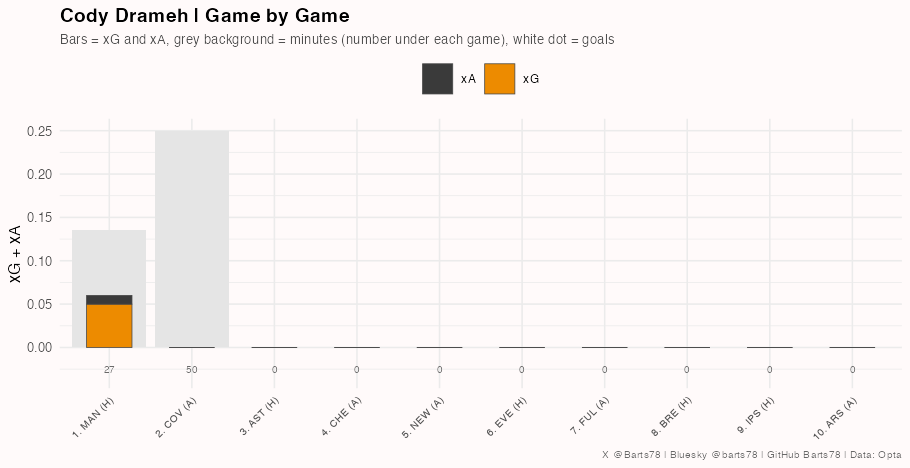 Cody Drameh | Game by Game
Bars = xG and xA, grey background = minutes (number under each game), white dot = goals
xA xG
xG + xA
0.25
0.20
0.15
0.10
0.05
0.00
27 50 0 0 0 0 0 0 0 0
1. MAN (H) 2. COV (A) 3. AST (H) 4. CHE (A) 5. NEW (A) 6. EVE (H) 7. FUL (A) 8. BRE (H) 9. IPS (H) 10. ARS (A)
X @Barts78 | Bluesky @barts78 | GitHub Barts78 | Data: Opta